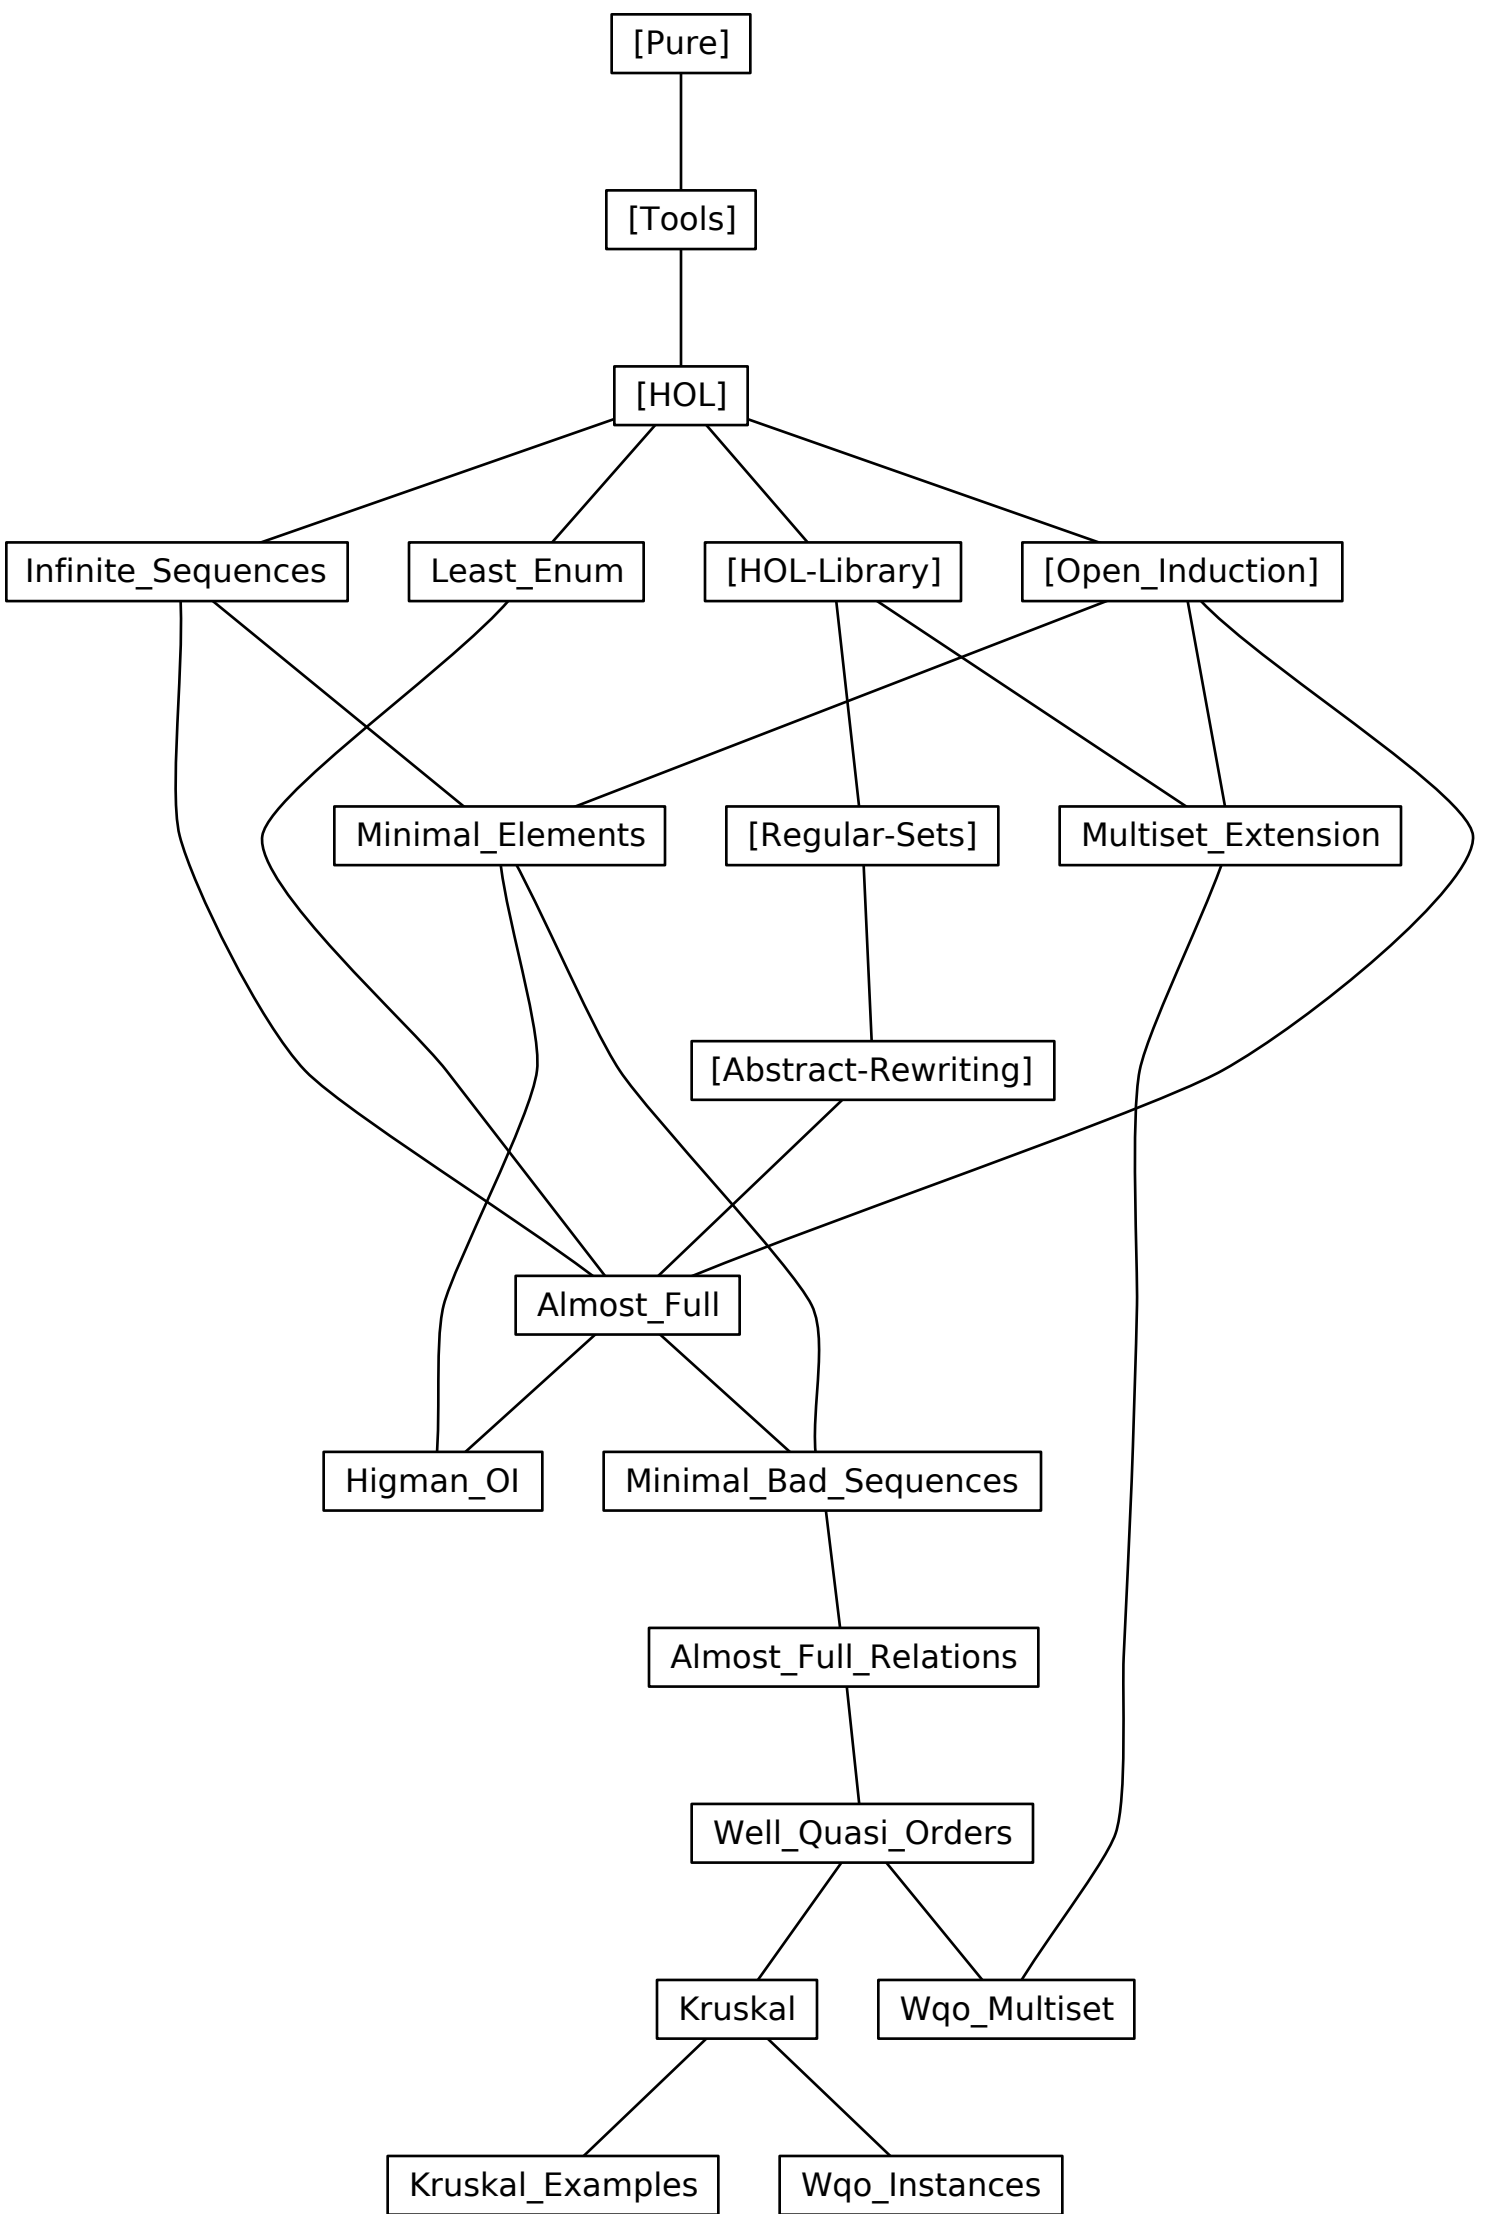 [Pure]
[Tools]
[HOL]
Infinite_Sequences
Least_Enum
[HOL-Library]
[Open_Induction]
Minimal_Elements
[Regular-Sets]
Multiset_Extension
[Abstract-Rewriting]
Almost_Full
Higman_OI
Minimal_Bad_Sequences
Almost_Full_Relations
Well_Quasi_Orders
Kruskal
Wqo_Multiset
Kruskal_Examples
Wqo_Instances